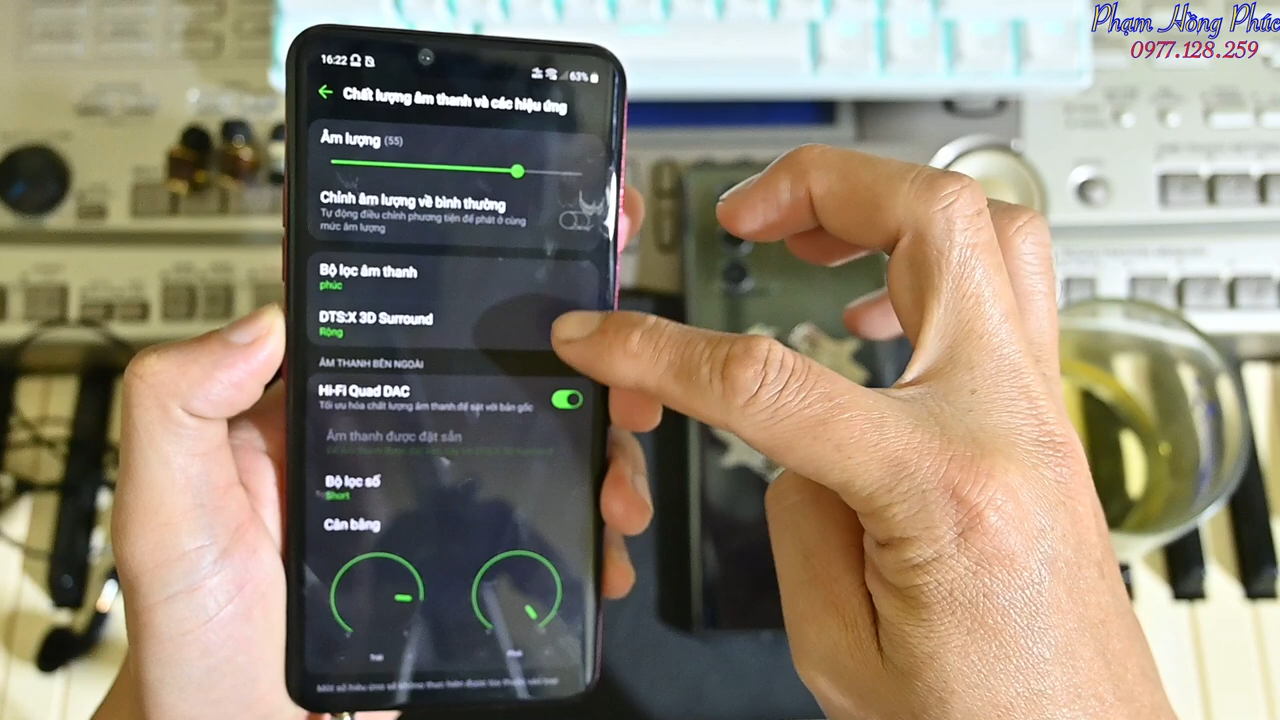 Phạm Hồng Phúc
0977.128.259
16:22
63%
Chất lượng âm thanh và các hiệu ứng
Âm lượng (55)
Chỉnh âm lượng về bình thường
Tự động điều chỉnh phương tiện để phát ở cùng
mức âm lượng
Bộ lọc âm thanh
phúc
DTS:X 3D Surround
Rộng
ÂM THANH BÊN NGOÀI
Hi-Fi Quad DAC
Tối ưu hóa chất lượng âm thanh để sát với bản gốc
Âm thanh được đặt sẵn
Bộ lọc số
Short
Cân bằng
Trái
Phải